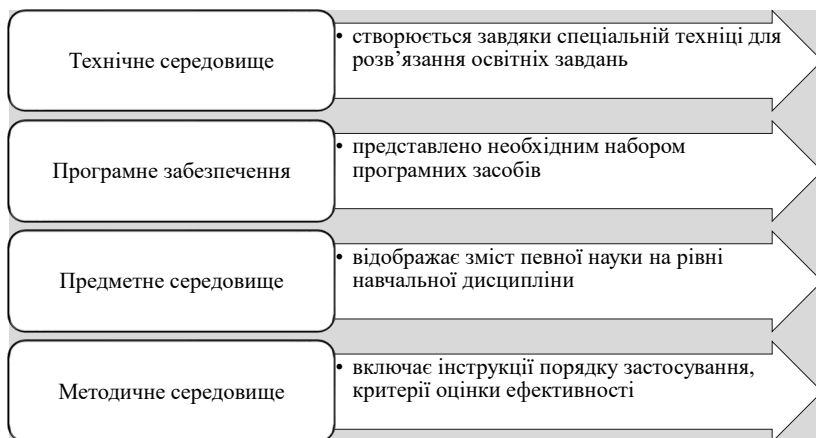 Технічне середовище
• створюється завдяки спеціальній техніці для
розв’язання освітніх завдань
Програмне забезпечення
• представлено необхідним набором
програмних засобів
Предметне середовище
• відображає зміст певної науки на рівні
навчальної дисципліни
Методичне середовище
• включає інструкції порядку застосування,
критерії оцінки ефективності